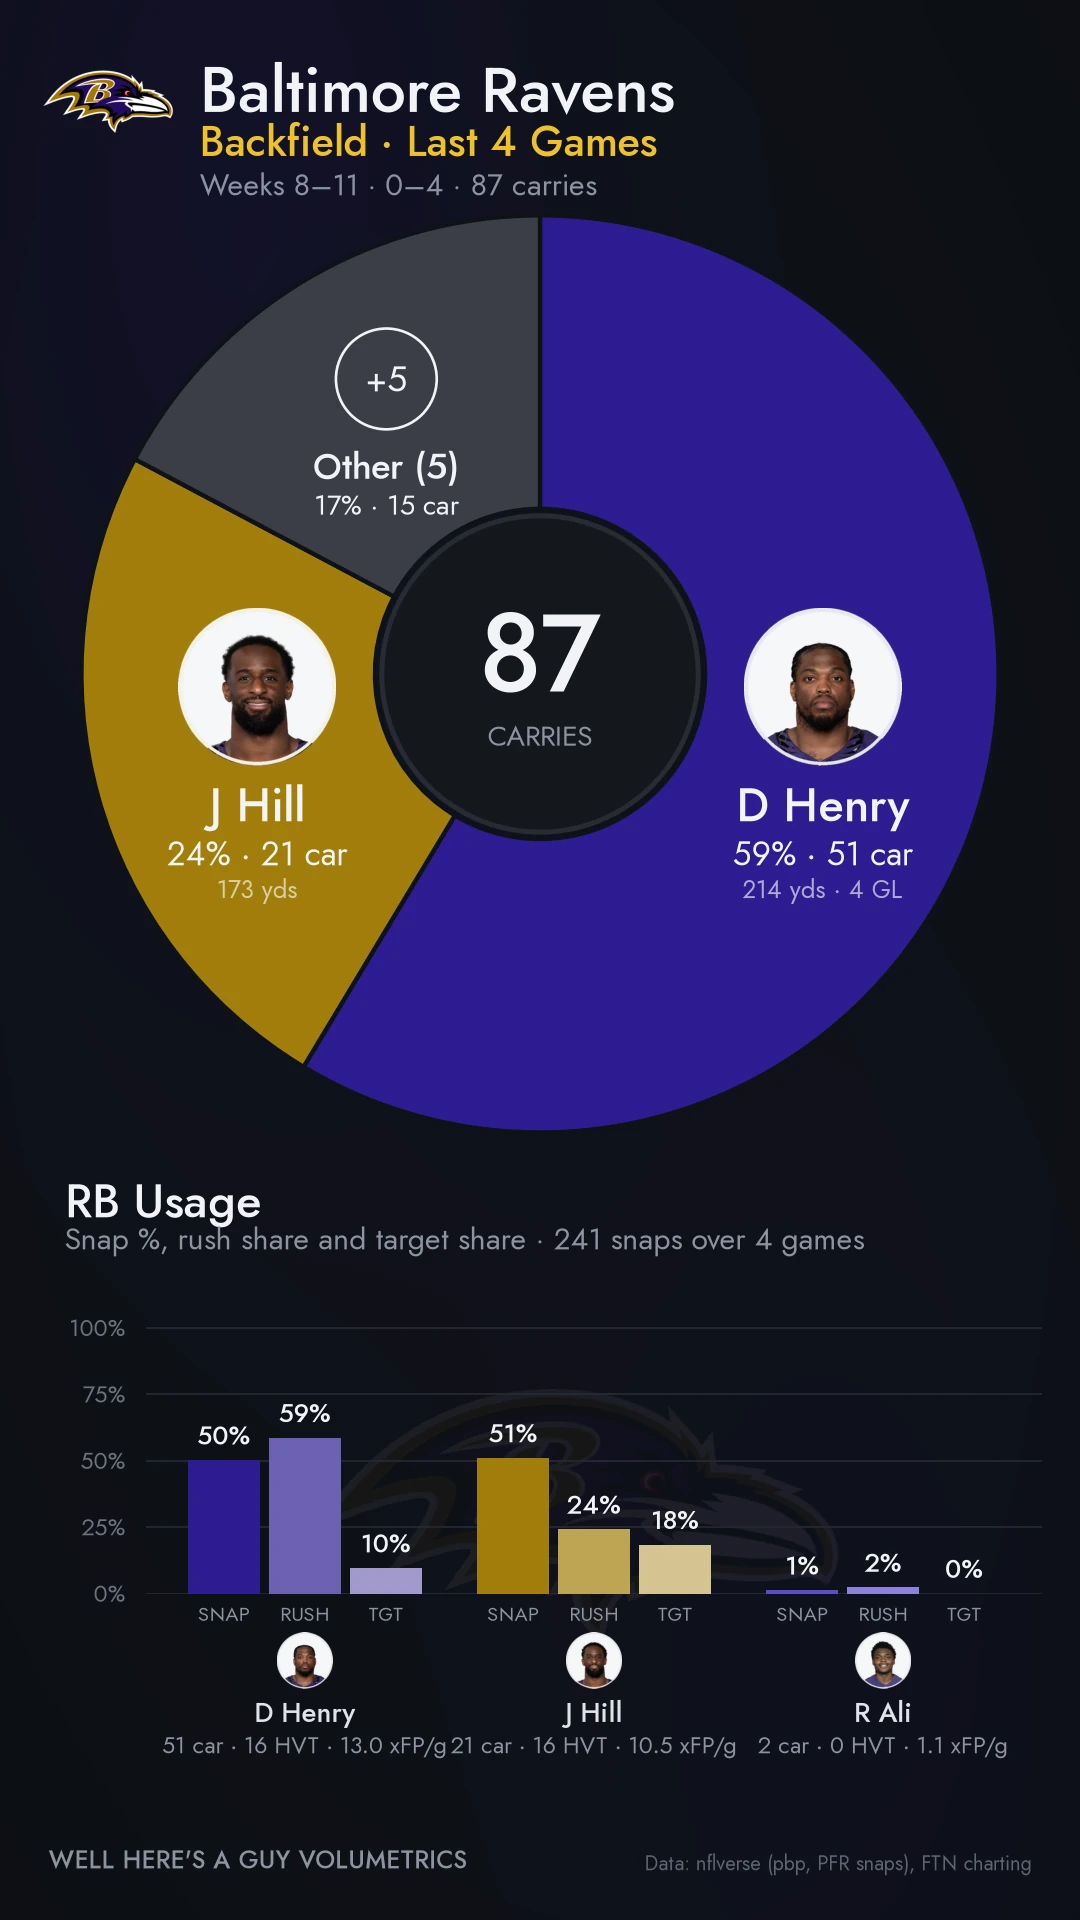 Baltimore Ravens
Backfield · Last 4 Games
Weeks 8–11 · 0–4 · 87 carries
+5
Other (5)
17% · 15 car
87
CARRIES
J Hill
24% · 21 car
173 yds
D Henry
59% · 51 car
214 yds · 4 GL
RB Usage
Snap %, rush share and target share · 241 snaps over 4 games
100%
75%
50%
25%
0%
50% 59% 10%
51% 24% 18%
1% 2% 0%
SNAP RUSH TGT SNAP RUSH TGT SNAP RUSH TGT
D Henry J Hill R Ali
51 car · 16 HVT · 13.0 xFP/g 21 car · 16 HVT · 10.5 xFP/g 2 car · 0 HVT · 1.1 xFP/g
WELL HERE'S A GUY VOLUMETRICS
Data: nflverse (pbp, PFR snaps), FTN charting